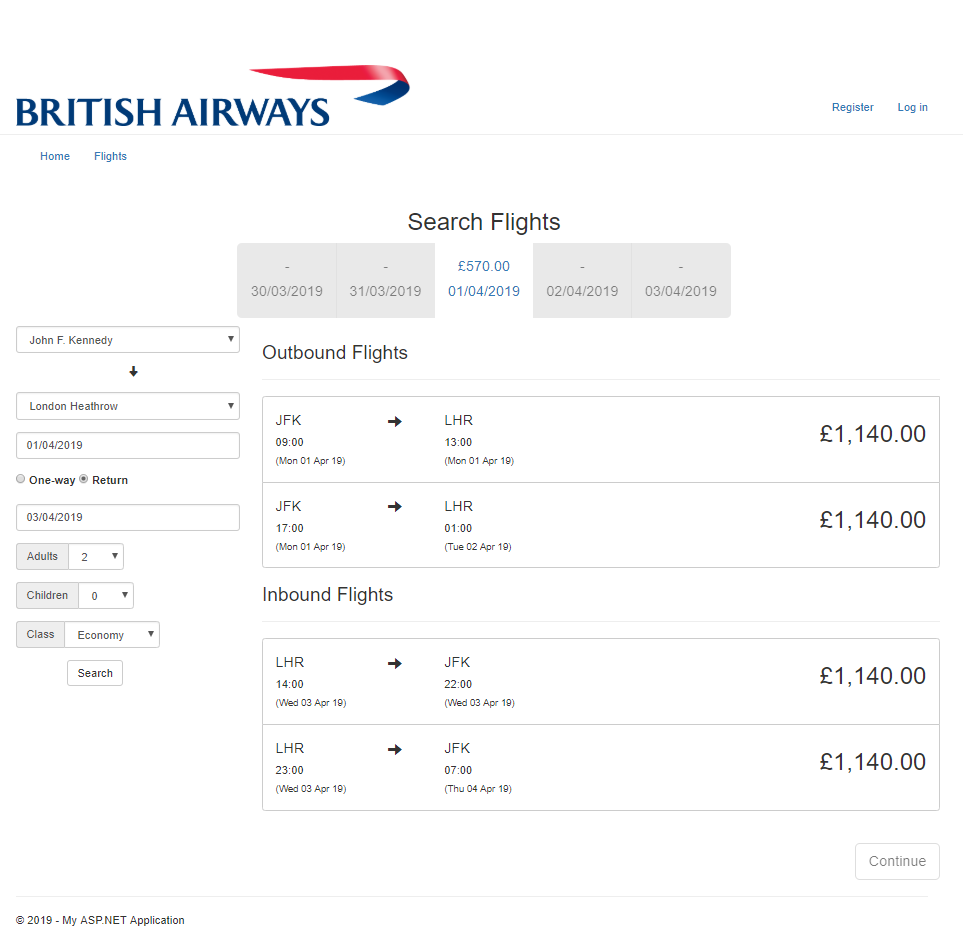 BRITISH AIRWAYS
Register Log in
Home Flights
Search Flights
- - £570.00 - -
30/03/2019 31/03/2019 01/04/2019 02/04/2019 03/04/2019
John F. Kennedy
London Heathrow
01/04/2019
One-way Return
03/04/2019
Adults 2
Children 0
Class Economy
Search
Outbound Flights
JFK LHR £1,140.00
09:00 13:00
(Mon 01 Apr 19) (Mon 01 Apr 19)
JFK LHR £1,140.00
17:00 01:00
(Mon 01 Apr 19) (Tue 02 Apr 19)
Inbound Flights
LHR JFK £1,140.00
14:00 22:00
(Wed 03 Apr 19) (Wed 03 Apr 19)
LHR JFK £1,140.00
23:00 07:00
(Wed 03 Apr 19) (Thu 04 Apr 19)
Continue
© 2019 - My ASP.NET Application